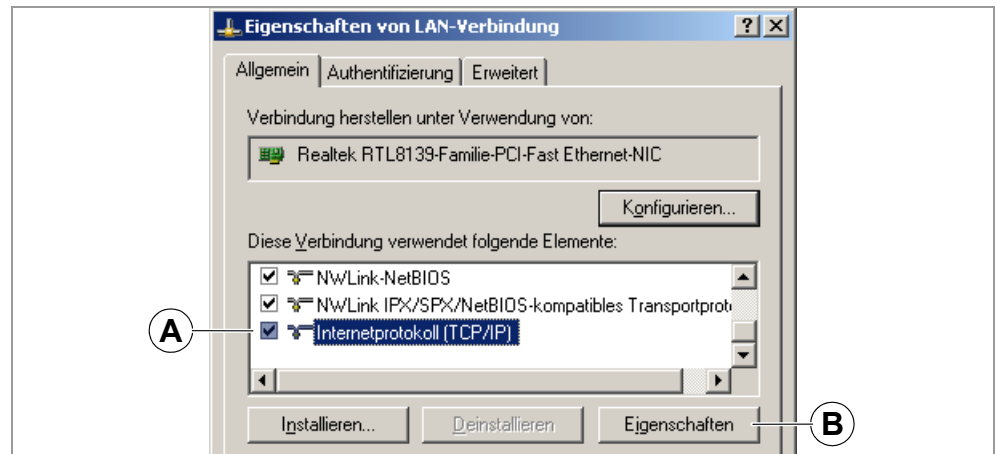 Eigenschaften von LAN-Verbindung
Allgemein Authentifizierung Erweitert
Verbindung herstellen unter Verwendung von:
Realtek RTL8139-Familie-PCI-Fast Ethernet-NIC
Konfigurieren...
Diese Verbindung verwendet folgende Elemente:
NWLink-NetBIOS
NWLink IPX/SPX/NetBIOS-kompatibles Transportproto
A Internetprotokoll (TCP/IP)
Installieren... Deinstallieren Eigenschaften B